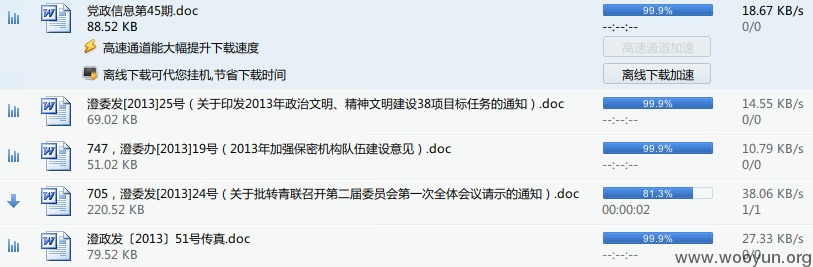 党政信息第45期.doc 99.9% 18.67 KB/s
88.52 KB --:--:-- 0/0
高速通道能大幅提升下载速度 高速通道加速
离线下载可代您挂机,节省下载时间 离线下载加速
澄委发[2013]25号（关于印发2013年政治文明、精神文明建设38项目标任务的通知）.doc 99.9% 14.55 KB/s
69.02 KB --:--:-- 0/0
747，澄委办[2013]19号（2013年加强保密机构队伍建设意见）.doc 99.9% 10.79 KB/s
51.02 KB --:--:-- 0/0
705，澄委发[2013]24号（关于批转青联召开第二届委员会第一次全体会议请示的通知）.doc 81.3% 38.06 KB/s
220.52 KB 00:00:02 1/1
澄政发〔2013〕51号传真.doc 99.9% 27.33 KB/s
79.52 KB --:--:-- 0/0
www.wooyun.org